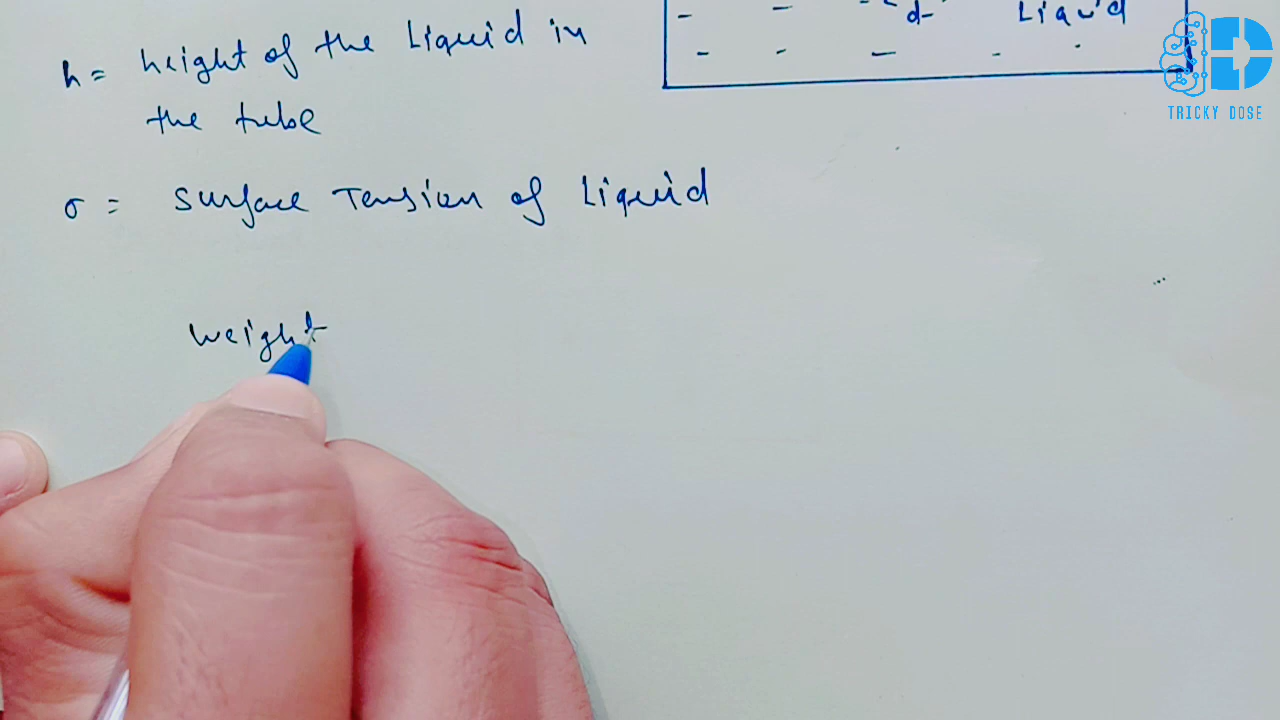 h = height of the Liquid in
the tube
σ = Surface Tension of Liquid
Weight
d
Liquid
TRICKY DOSE